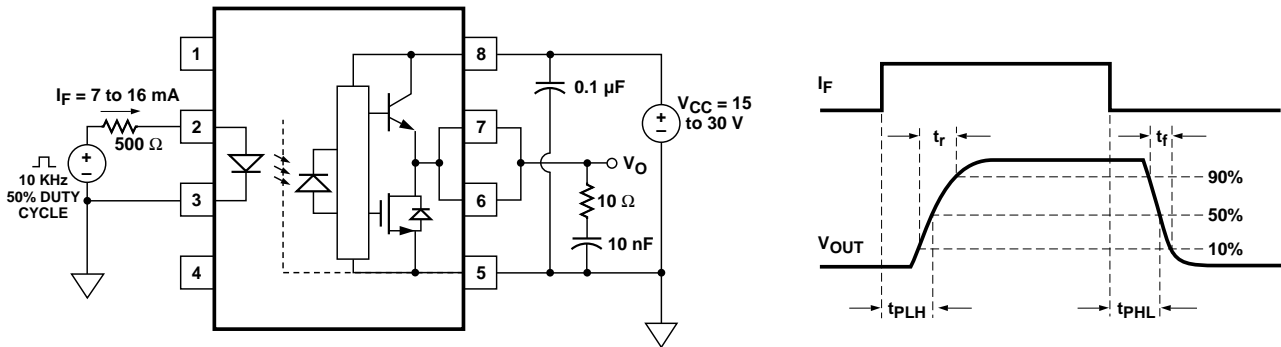 1
8
I_F = 7 to 16 mA
0.1 µF
V_CC = 15
to 30 V
2
500 Ω
7
V_O
+
–
10 KHz
50% DUTY
CYCLE
+
–
3
6
10 Ω
10 nF
4
5
I_F
t_r
t_f
90%
50%
10%
V_OUT
t_PLH
t_PHL